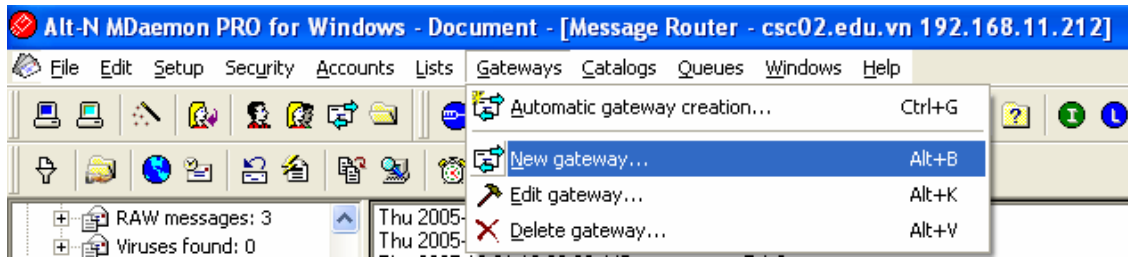 Alt-N MDaemon PRO for Windows - Document - [Message Router - csc02.edu.vn 192.168.11.212]
File Edit Setup Security Accounts Lists Gateways Catalogs Queues Windows Help
Automatic gateway creation... Ctrl+G
New gateway... Alt+B
Edit gateway... Alt+K
Delete gateway... Alt+V
RAW messages: 3
Viruses found: 0
Thu 2005-
Thu 2005-